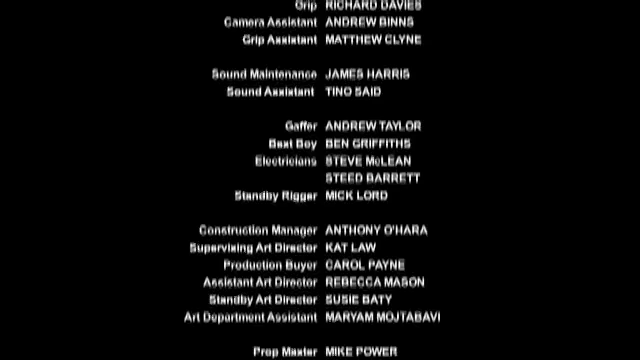 Grip RICHARD DAVIES
Camera Assistant ANDREW BINNS
Grip Assistant MATTHEW CLYNE
Sound Maintenance JAMES HARRIS
Sound Assistant TINO SAID
Gaffer ANDREW TAYLOR
Best Boy BEN GRIFFITHS
Electricians STEVE McLEAN
STEED BARRETT
Standby Rigger MICK LORD
Construction Manager ANTHONY O'HARA
Supervising Art Director KAT LAW
Production Buyer CAROL PAYNE
Assistant Art Director REBECCA MASON
Standby Art Director SUSIE BATY
Art Department Assistant MARYAM MOJTABAVI
Prop Master MIKE POWER